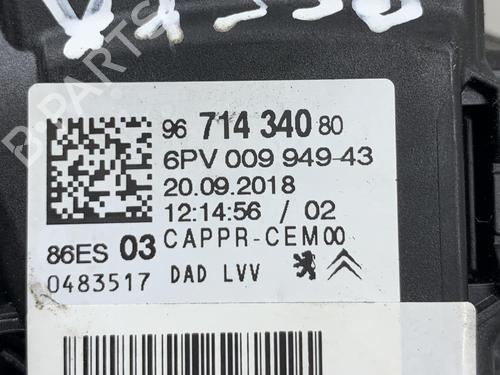 96 714 340 80
6PV 009 949-43
20.09.2018
12:14:56 / 02
86ES 03 CAPPR-CEM00
0483517 DAD LVV
B-PARTS